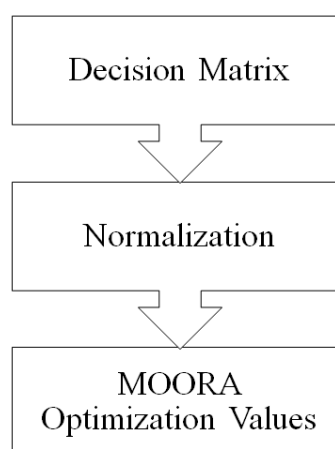 Decision Matrix
Normalization
MOORA
Optimization Values